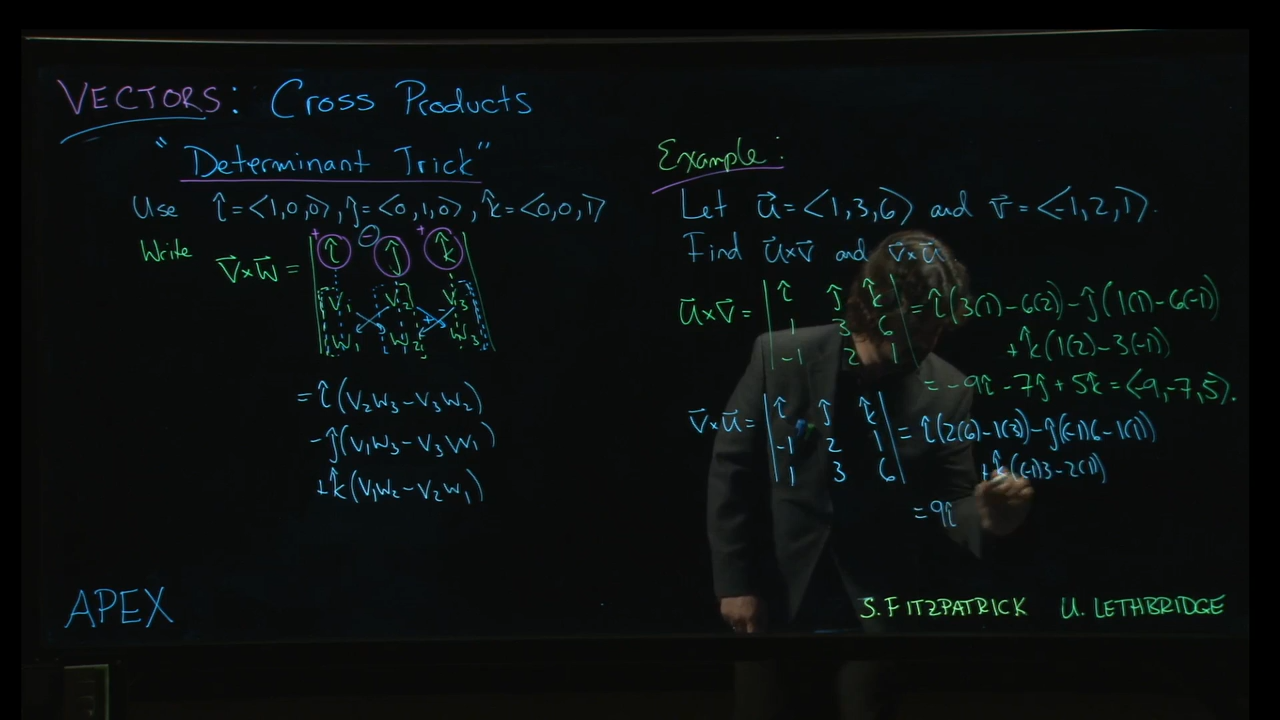 VECTORS: Cross Products
"Determinant Trick"
Use î=<1,0,0>, ĵ=<0,1,0>, k̂=<0,0,1>
Write v⃗×w⃗ = | î ĵ k̂ |
+ − +
v₁ v₂ v₃
w₁ w₂ w₃
= î(v₂w₃−v₃w₂)
−ĵ(v₁w₃−v₃w₁)
+k̂(v₁w₂−v₂w₁)
APEX
Example:
Let u⃗=<1,3,6> and v⃗=<-1,2,1>.
Find u⃗×v⃗ and v⃗×u⃗.
u⃗×v⃗ = | î ĵ k̂ | = î(3(1)−6(2))−ĵ(1(1)−6(-1))
1 3 6
+k̂(1(2)−3(-1))
-1 2 1
= −9î −7ĵ + 5k̂ = <-9,-7,5>.
v⃗×u⃗ = | î ĵ k̂ | = î(2(6)−1(3))−ĵ((-1)6−1(1))
-1 2 1
1 3 6
+k̂((-1)3−2(1))
= 9î
S. FITZPATRICK U. LETHBRIDGE